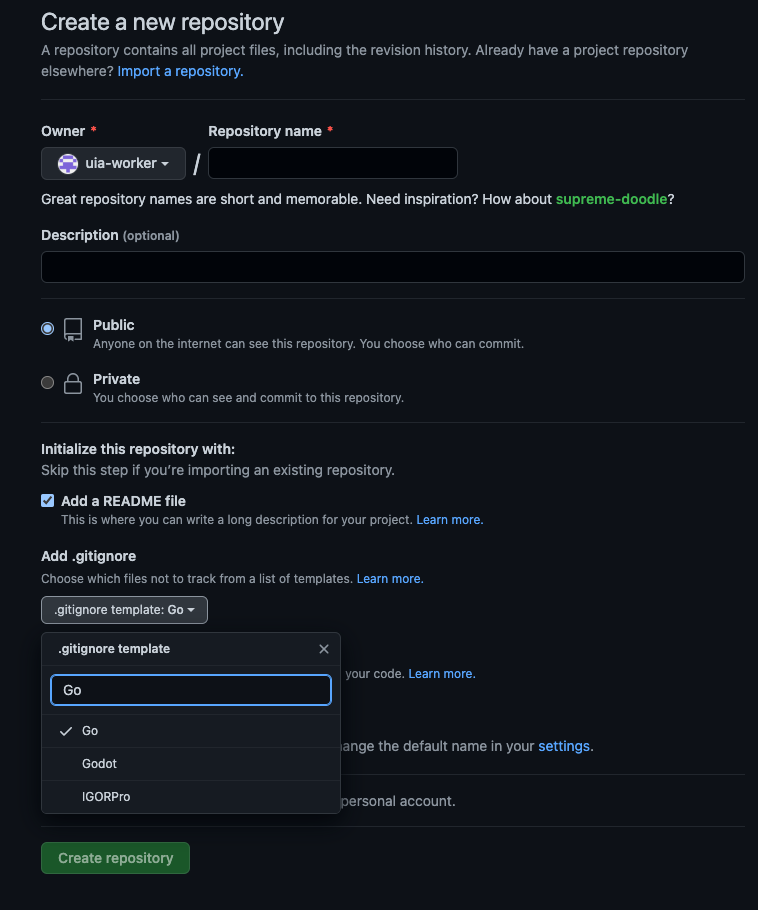 Create a new repository
A repository contains all project files, including the revision history. Already have a project repository
elsewhere? Import a repository.
Owner * Repository name *
uia-worker /
Great repository names are short and memorable. Need inspiration? How about supreme-doodle?
Description (optional)
Public
Anyone on the internet can see this repository. You choose who can commit.
Private
You choose who can see and commit to this repository.
Initialize this repository with:
Skip this step if you’re importing an existing repository.
Add a README file
This is where you can write a long description for your project. Learn more.
Add .gitignore
Choose which files not to track from a list of templates. Learn more.
.gitignore template: Go
.gitignore template
your code. Learn more.
Go
Go
ange the default name in your settings.
Godot
IGORPro
personal account.
Create repository